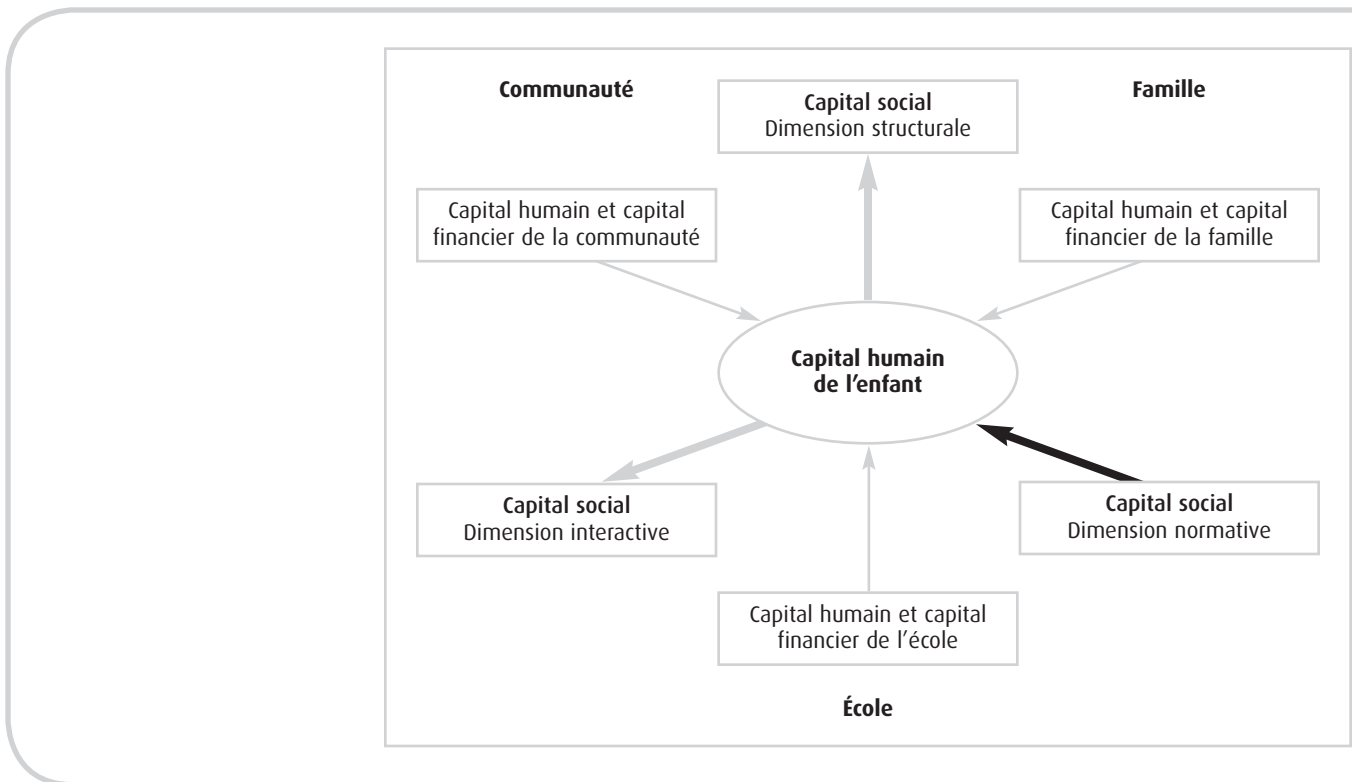 Communauté
Famille
Capital social
Dimension structurale
Capital humain et capital
financier de la communauté
Capital humain et capital
financier de la famille
Capital humain
de l'enfant
Capital social
Dimension interactive
Capital social
Dimension normative
Capital humain et capital
financier de l'école
École